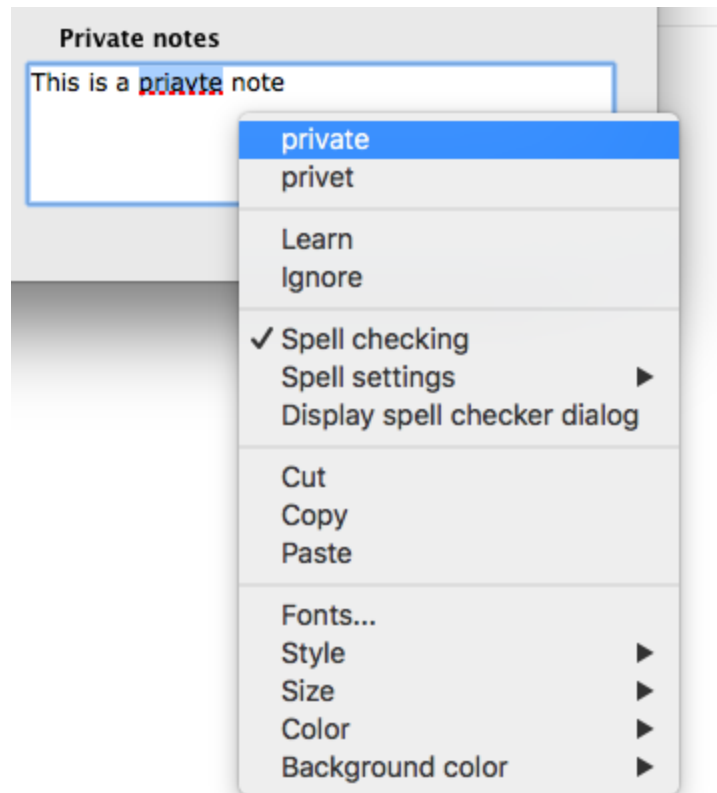 Private notes
This is a priavte note
private
privet
Learn
Ignore
✓ Spell checking
Spell settings ▶
Display spell checker dialog
Cut
Copy
Paste
Fonts...
Style ▶
Size ▶
Color ▶
Background color ▶